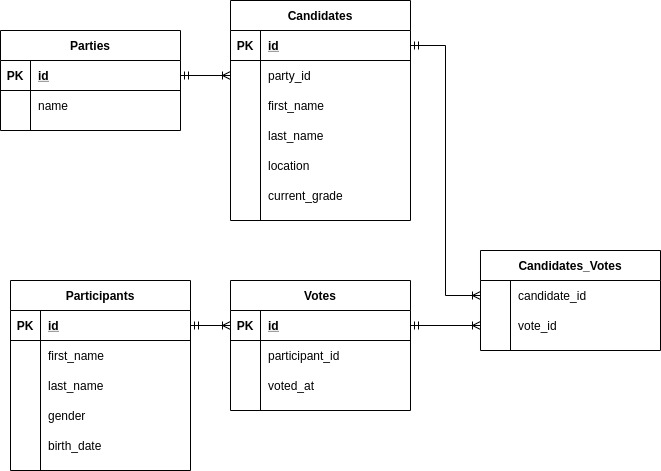 Parties
PK id
name
Candidates
PK id
party_id
first_name
last_name
location
current_grade
Participants
PK id
first_name
last_name
gender
birth_date
Votes
PK id
participant_id
voted_at
Candidates_Votes
candidate_id
vote_id